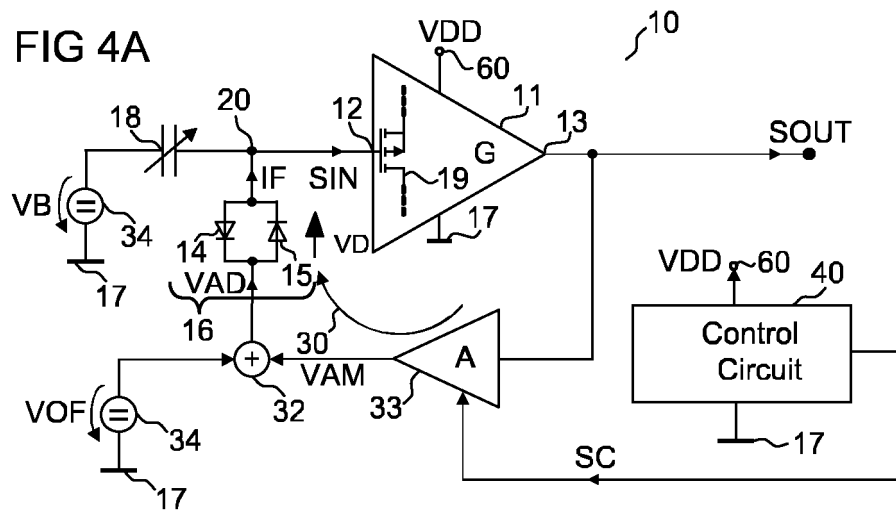 FIG 4A
VDD
60
10
18
20
12
11
13
G
19
SOUT
IF
SIN
VB
34
17
14
15
VD
17
VAD
16
30
VDD
60
40
Control
Circuit
A
33
VAM
32
VOF
34
17
17
SC